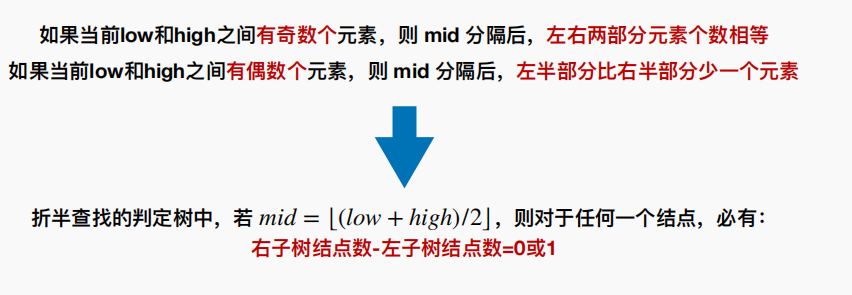 如果当前low和high之间有奇数个元素，则 mid 分隔后，左右两部分元素个数相等
如果当前low和high之间有偶数个元素，则 mid 分隔后，左半部分比右半部分少一个元素
折半查找的判定树中，若 mid = ⌊(low + high)/2⌋，则对于任何一个结点，必有：
右子树结点数-左子树结点数=0或1